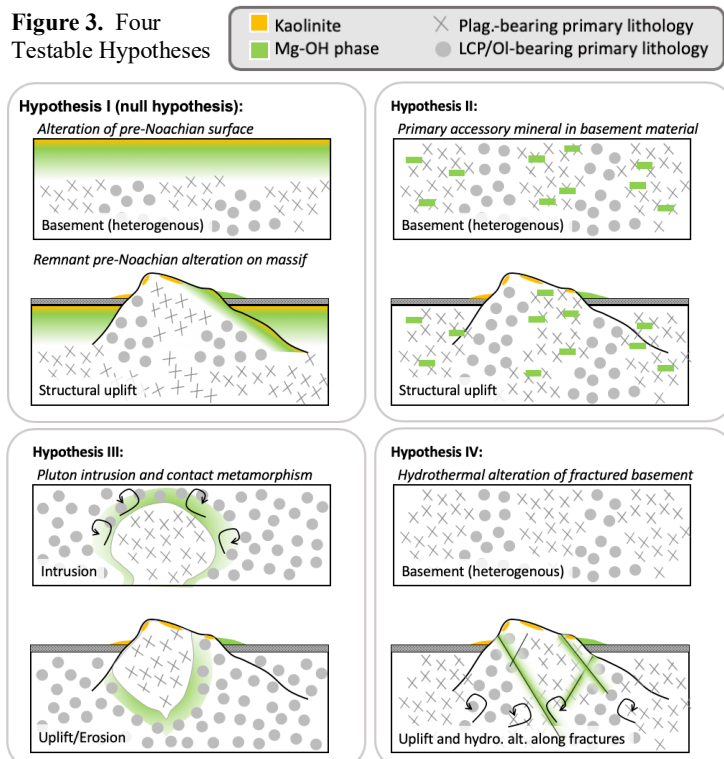 Figure 3. Four
Testable Hypotheses
Kaolinite
Plag.-bearing primary lithology
Mg-OH phase
LCP/Ol-bearing primary lithology
Hypothesis I (null hypothesis):
Alteration of pre-Noachian surface
Basement (heterogenous)
Remnant pre-Noachian alteration on massif
Structural uplift
Hypothesis II:
Primary accessory mineral in basement material
Basement (heterogenous)
Structural uplift
Hypothesis III:
Pluton intrusion and contact metamorphism
Intrusion
Uplift/Erosion
Hypothesis IV:
Hydrothermal alteration of fractured basement
Basement (heterogenous)
Uplift and hydro. alt. along fractures